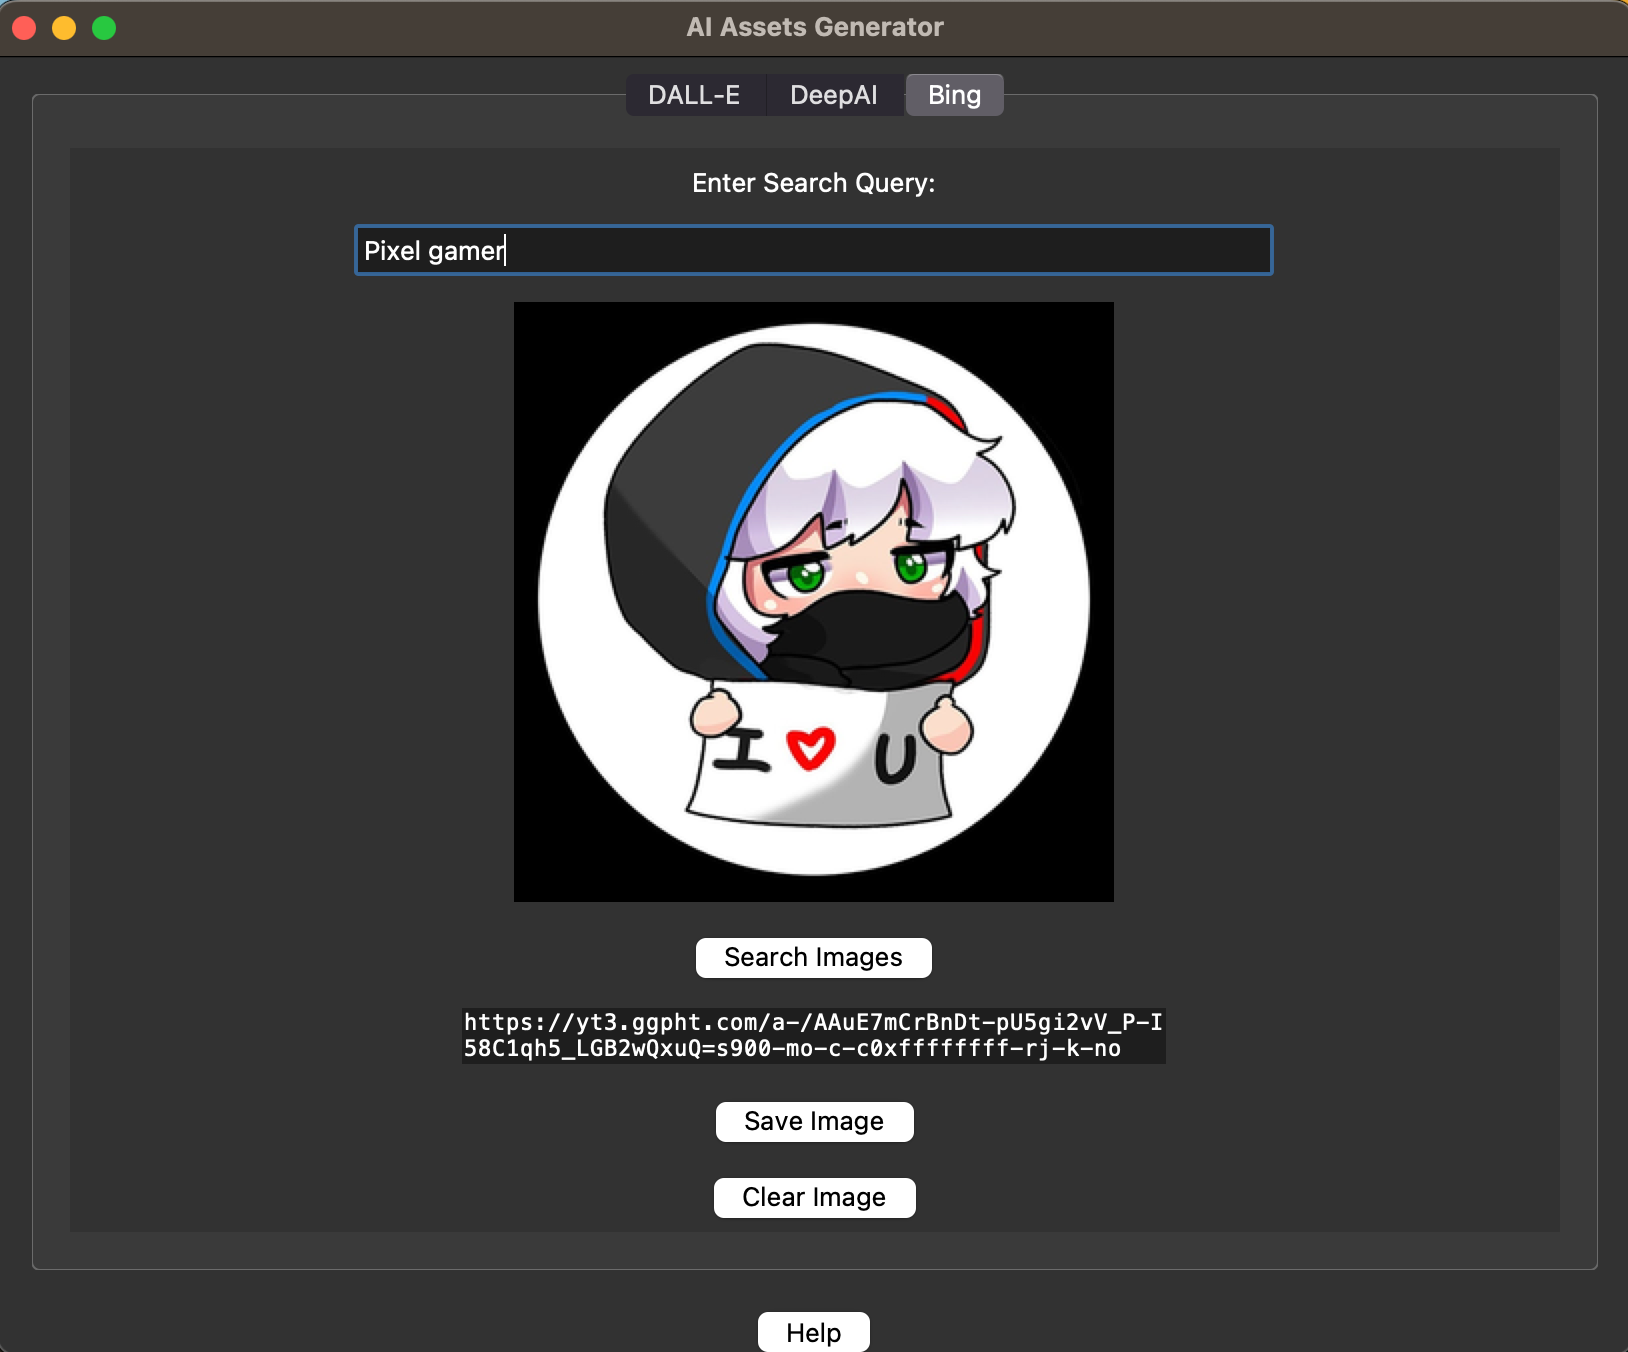 AI Assets Generator
DALL-E DeepAI Bing
Enter Search Query:
Pixel gamer
I U
Search Images
https://yt3.ggpht.com/a-/AAuE7mCrBnDt-pU5gi2vV_P-I
58C1qh5_LGB2wQxuQ=s900-mo-c-c0xffffffff-rj-k-no
Save Image
Clear Image
Help